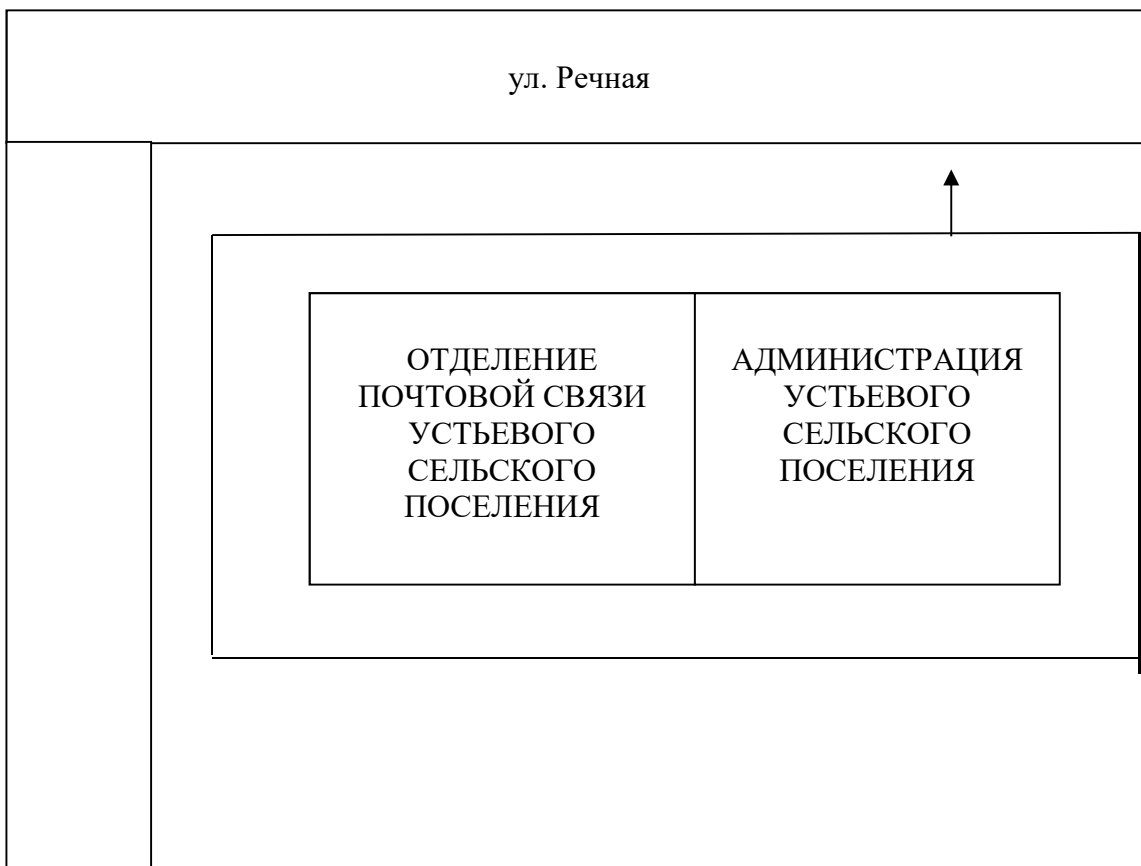 ул. Речная
ОТДЕЛЕНИЕ
ПОЧТОВОЙ СВЯЗИ
УСТЬЕВОГО
СЕЛЬСКОГО
ПОСЕЛЕНИЯ
АДМИНИСТРАЦИЯ
УСТЬЕВОГО
СЕЛЬСКОГО
ПОСЕЛЕНИЯ